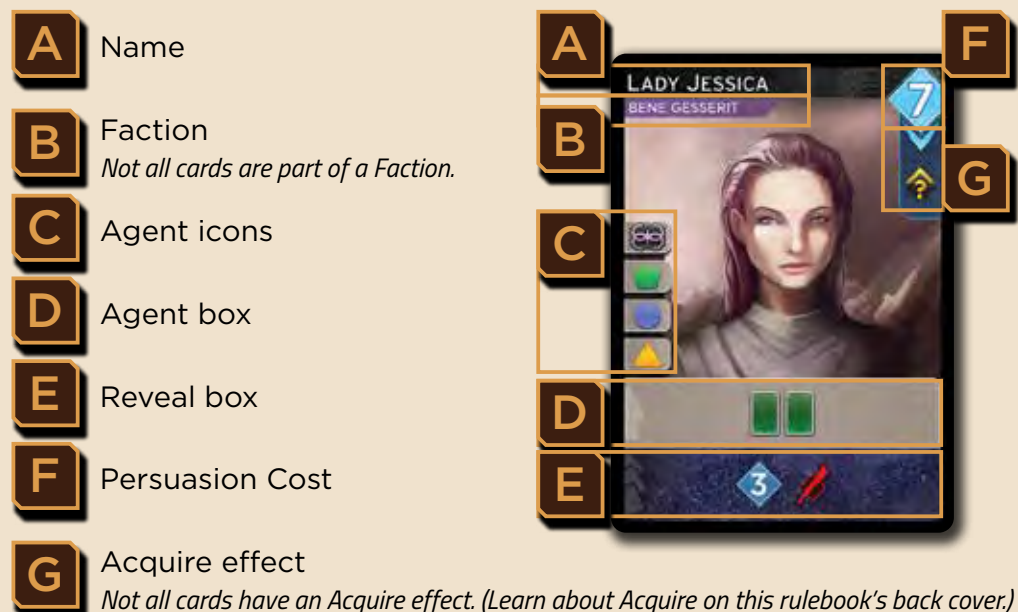 A Name
B Faction
Not all cards are part of a Faction.
C Agent icons
D Agent box
E Reveal box
F Persuasion Cost
G Acquire effect
Not all cards have an Acquire effect. (Learn about Acquire on this rulebook's back cover.)
A
F
LADY JESSICA
7
BENE GESSERIT
B
G
?
C
D
E
3